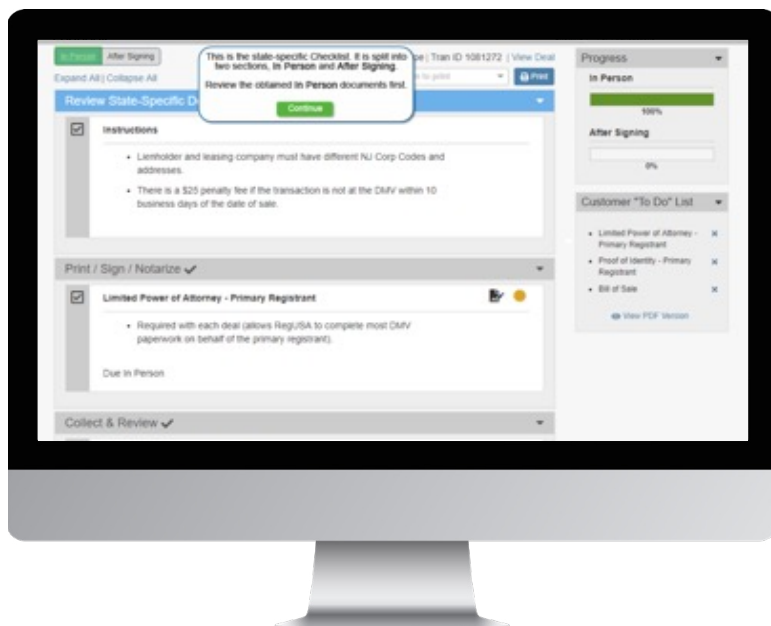 In Person After Signing
Expand All | Collapse All
This is the state-specific Checklist. It is split into
two sections, In Person and After Signing.
Review the obtained In Person documents first.
Continue
| Tran ID 1081272 | View Deal
to print
Print
Review State-Specific
Instructions
• Lienholder and leasing company must have different NJ Corp Codes and
addresses.
• There is a $25 penalty fee if the transaction is not at the DMV within 10
business days of the date of sale.
Print / Sign / Notarize
Limited Power of Attorney - Primary Registrant
• Required with each deal (allows RegUSA to complete most DMV
paperwork on behalf of the primary registrant).
Due In Person
Collect & Review
Progress
In Person
100%
After Signing
0%
Customer "To Do" List
• Limited Power of Attorney -
Primary Registrant
• Proof of Identity - Primary
Registrant
• Bill of Sale
View PDF Version